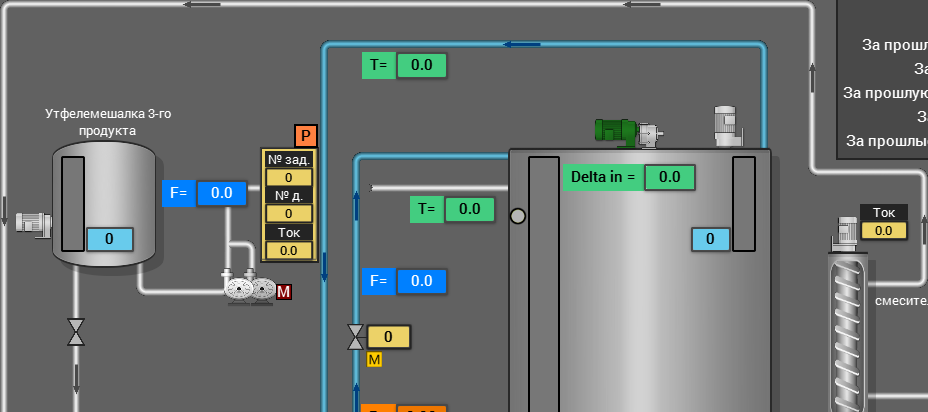 За прошл
T= 0.0
За
За прошлую
Утфелемешалка 3-го
продукта
P
За прошлые
№ зад.
0
Delta in = 0.0
F= 0.0
№ д.
0
T= 0.0
Ток
0.0
Ток
0.0
0
0
F= 0.0
M
смесител
0
M